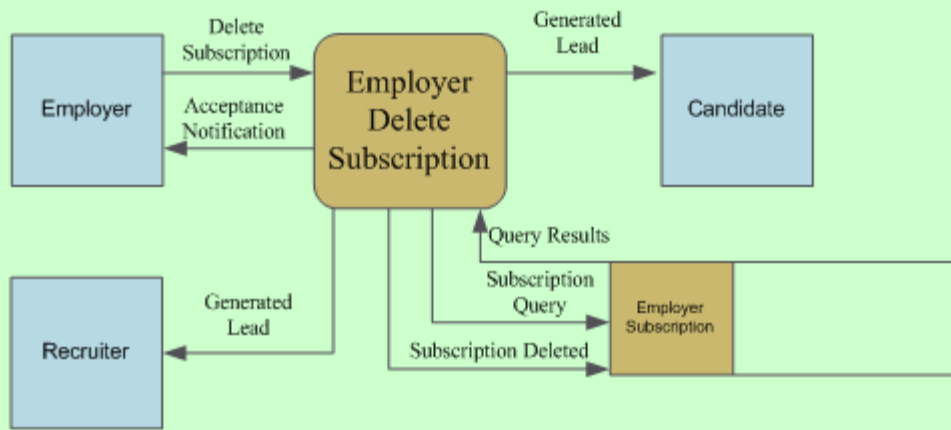 Delete
Subscription
Generated
Lead
Employer
Employer
Delete
Subscription
Candidate
Acceptance
Notification
Query Results
Subscription
Query
Employer
Subscription
Generated
Lead
Recruiter
Subscription Deleted